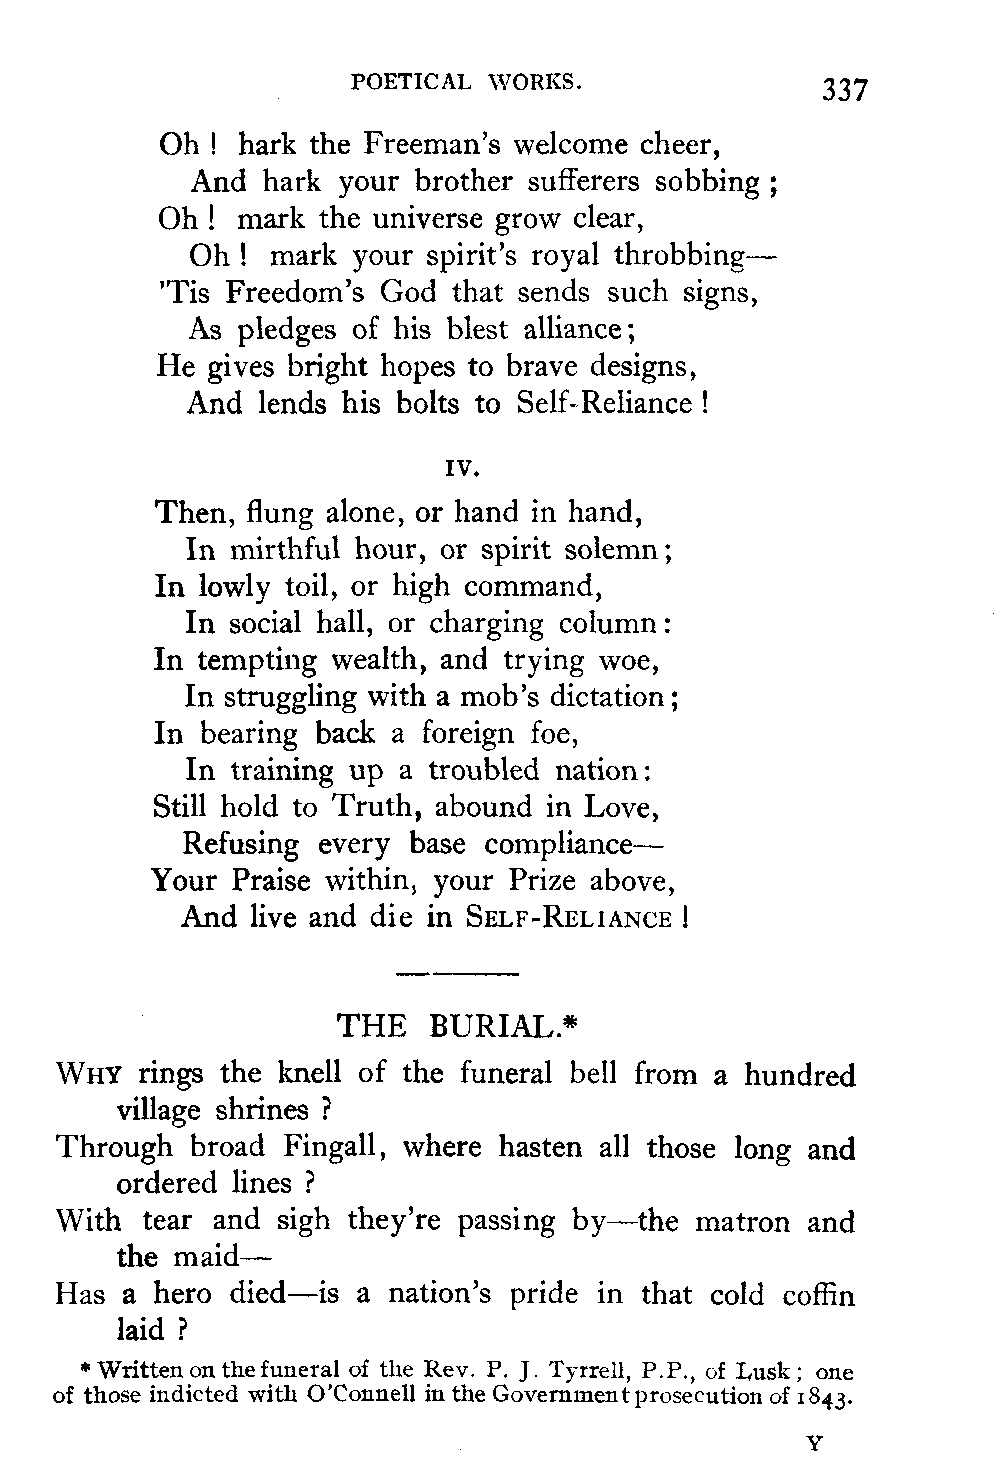 POETICAL WORKS.
337
Oh ! hark the Freeman's welcome cheer,
And hark your brother sufferers sobbing ;
Oh ! mark the universe grow clear,
Oh ! mark your spirit's royal throbbing—
'Tis Freedom's God that sends such signs,
As pledges of his blest alliance;
He gives bright hopes to brave designs,
And lends his bolts to Self-Reliance !
IV.
Then, flung alone, or hand in hand,
In mirthful hour, or spirit solemn;
In lowly toil, or high command,
In social hall, or charging column:
In tempting wealth, and trying woe,
In struggling with a mob's dictation;
In bearing back a foreign foe,
In training up a troubled nation:
Still hold to Truth, abound in Love,
Refusing every base compliance—
Your Praise within, your Prize above,
And live and die in SELF-RELIANCE !
THE BURIAL.*
WHY rings the knell of the funeral bell from a hundred
village shrines ?
Through broad Fingall, where hasten all those long and
ordered lines ?
With tear and sigh they're passing by—the matron and
the maid—
Has a hero died—is a nation's pride in that cold coffin
laid ?
* Written on the funeral of the Rev. P. J. Tyrrell, P.P., of Lusk; one
of those indicted with O'Connell in the Government prosecution of 1843.
Y